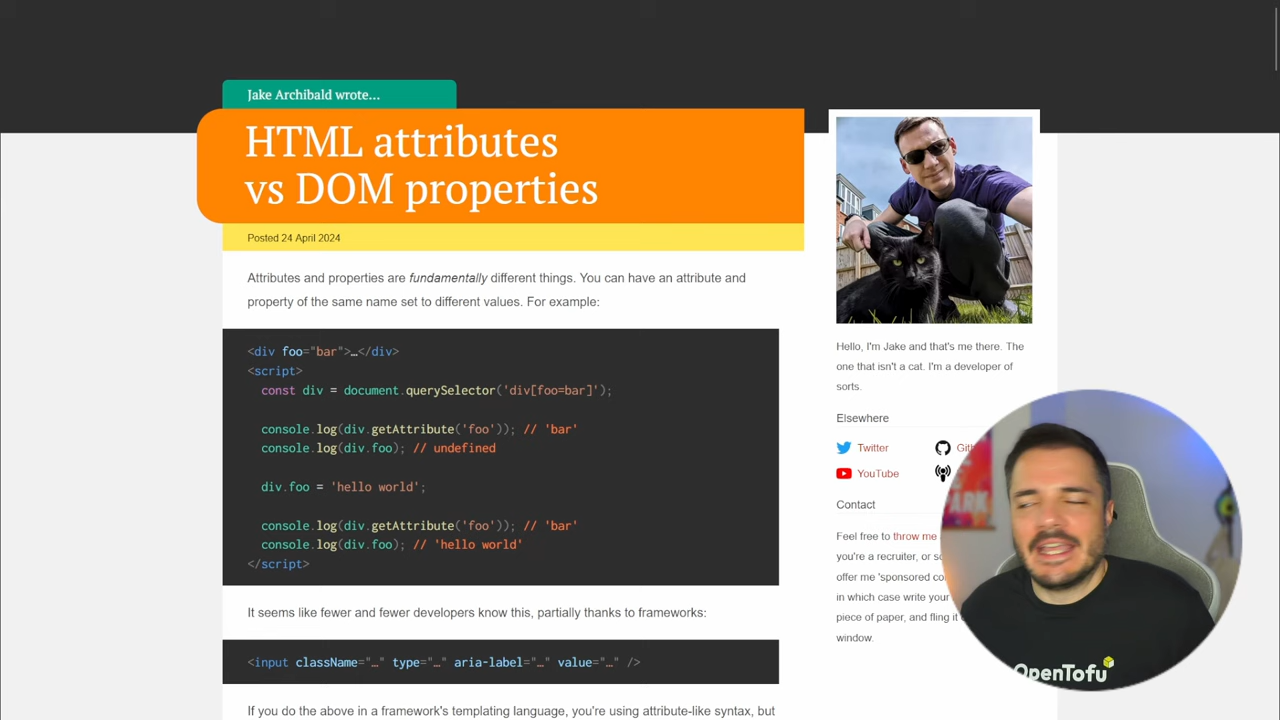 Jake Archibald wrote...
HTML attributes
vs DOM properties
Posted 24 April 2024
Attributes and properties are fundamentally different things. You can have an attribute and
property of the same name set to different values. For example:
<div foo="bar">…</div>
<script>
const div = document.querySelector('div[foo=bar]');
console.log(div.getAttribute('foo')); // 'bar'
console.log(div.foo); // undefined
div.foo = 'hello world';
console.log(div.getAttribute('foo')); // 'bar'
console.log(div.foo); // 'hello world'
</script>
It seems like fewer and fewer developers know this, partially thanks to frameworks:
<input className="…" type="…" aria-label="…" value="…" />
If you do the above in a framework's templating language, you're using attribute-like syntax, but
Hello, I'm Jake and that's me there. The
one that isn't a cat. I'm a developer of
sorts.
Elsewhere
Twitter
YouTube
Contact
Feel free to throw me
you're a recruiter, or
offer me 'sponsored
in which case write your
piece of paper, and fling it
window.
OpenTofu